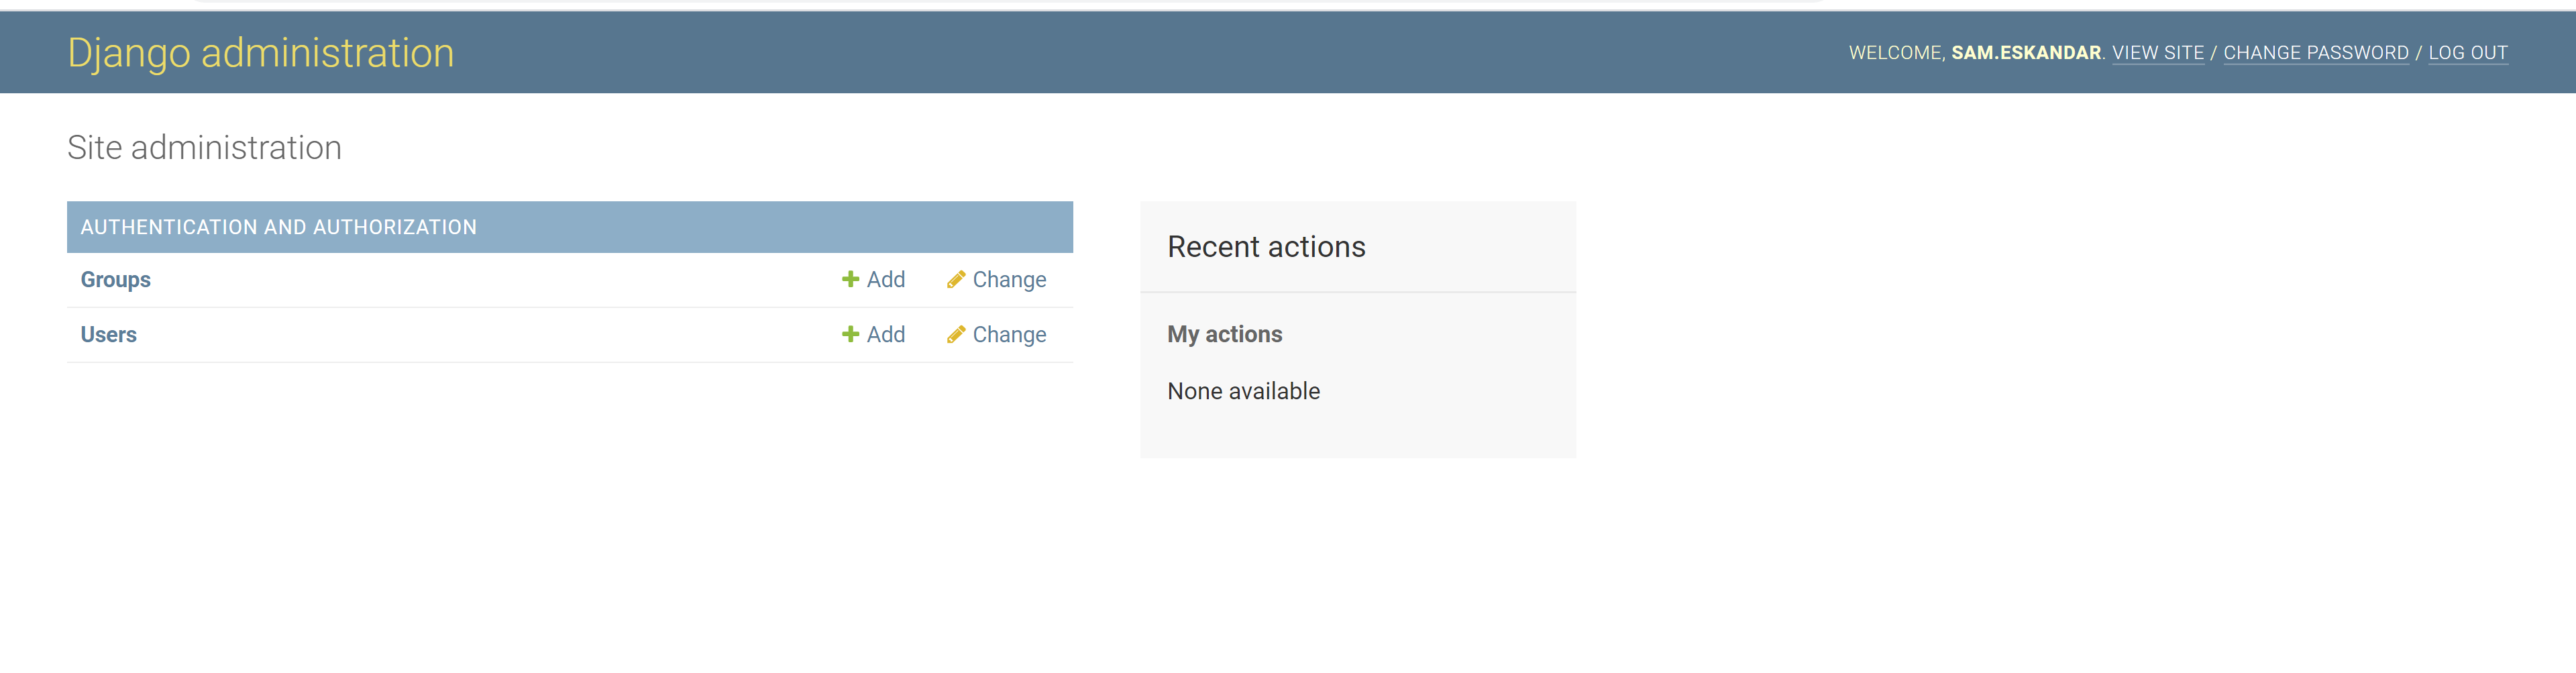 Django administration
WELCOME, SAM.ESKANDAR. VIEW SITE / CHANGE PASSWORD / LOG OUT
Site administration
AUTHENTICATION AND AUTHORIZATION
Groups Add Change
Users Add Change
Recent actions
My actions
None available